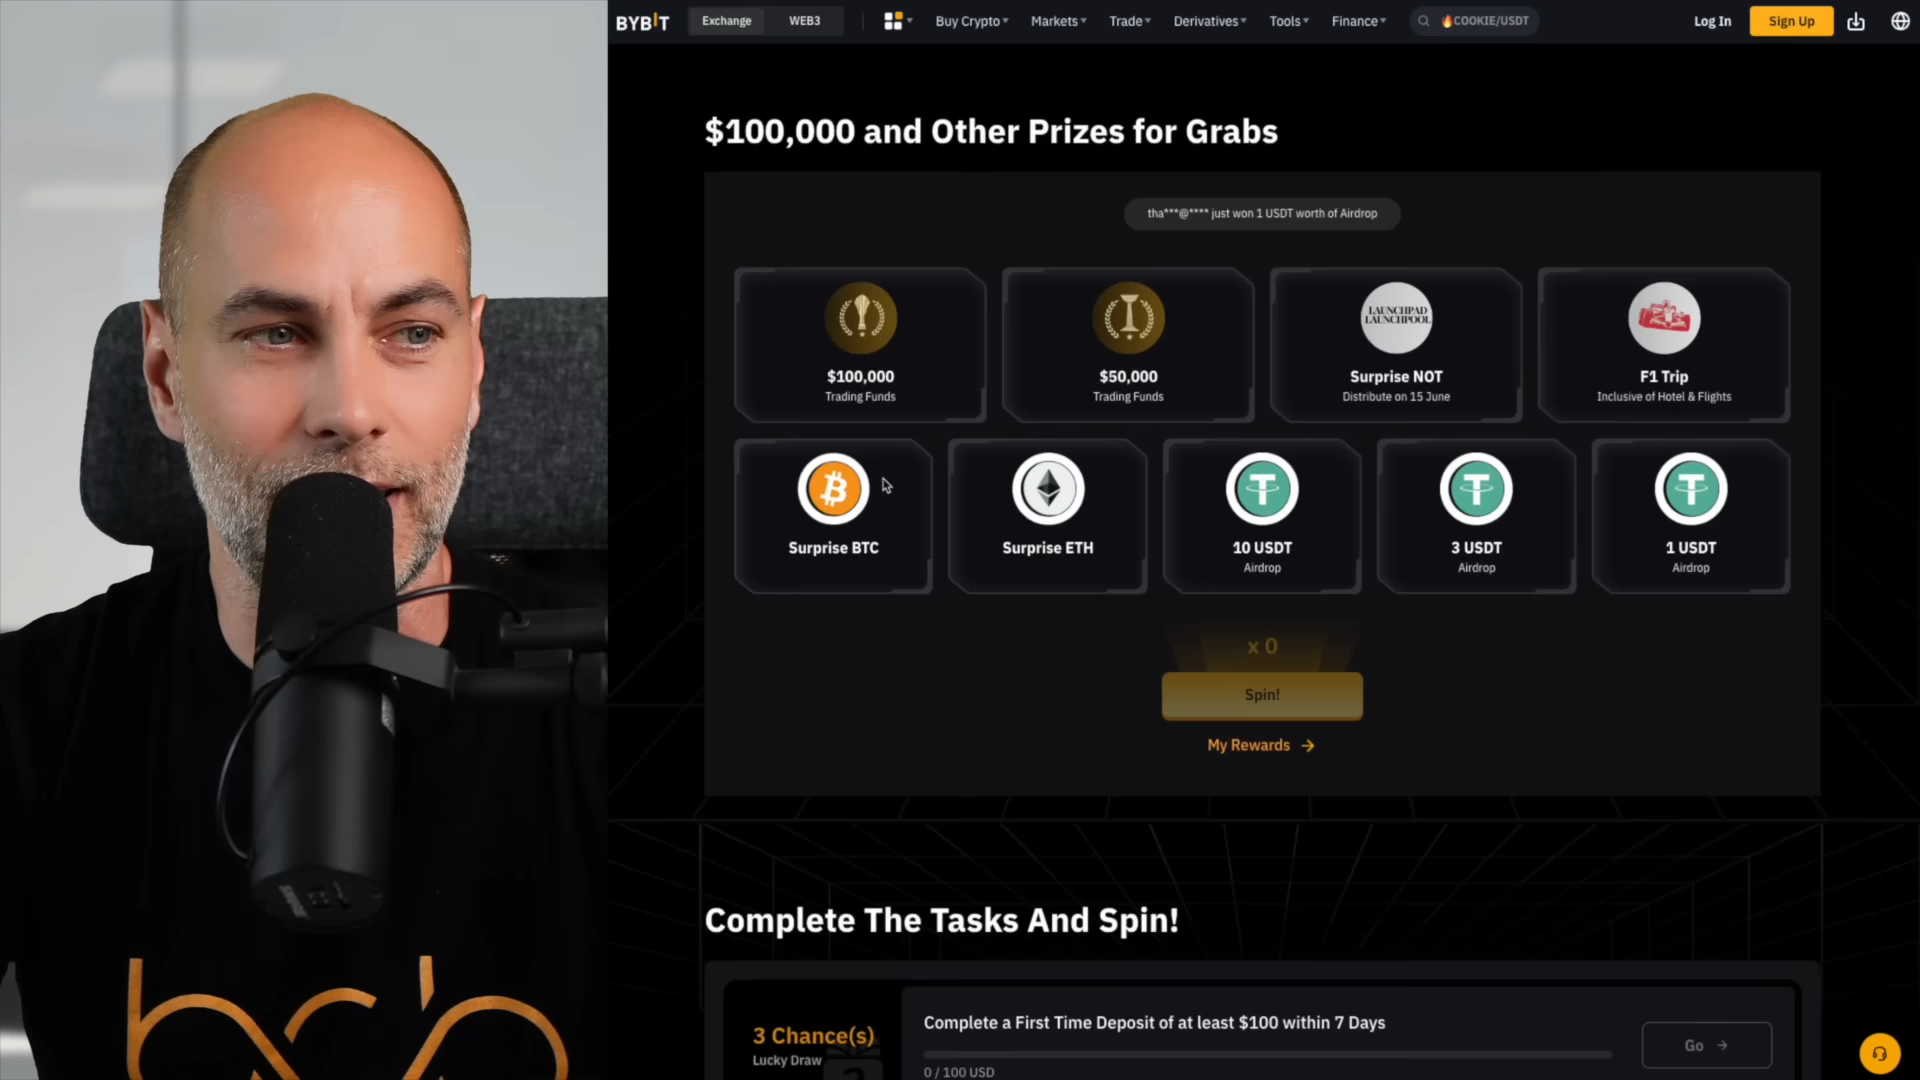 BYBIT
Exchange
WEB3
Buy Crypto
Markets
Trade
Derivatives
Tools
Finance
🔥COOKIE/USDT
Log In
Sign Up
$100,000 and Other Prizes for Grabs
tha***@**** just won 1 USDT worth of Airdrop
$100,000
Trading Funds
$50,000
Trading Funds
LAUNCHPAD
LAUNCHPOOL
Surprise NOT
Distribute on 15 June
F1 Trip
Inclusive of Hotel & Flights
Surprise BTC
Surprise ETH
10 USDT
Airdrop
3 USDT
Airdrop
1 USDT
Airdrop
x 0
Spin!
My Rewards →
Complete The Tasks And Spin!
3 Chance(s)
Lucky Draw
Complete a First Time Deposit of at least $100 within 7 Days
0 / 100 USD
Go →